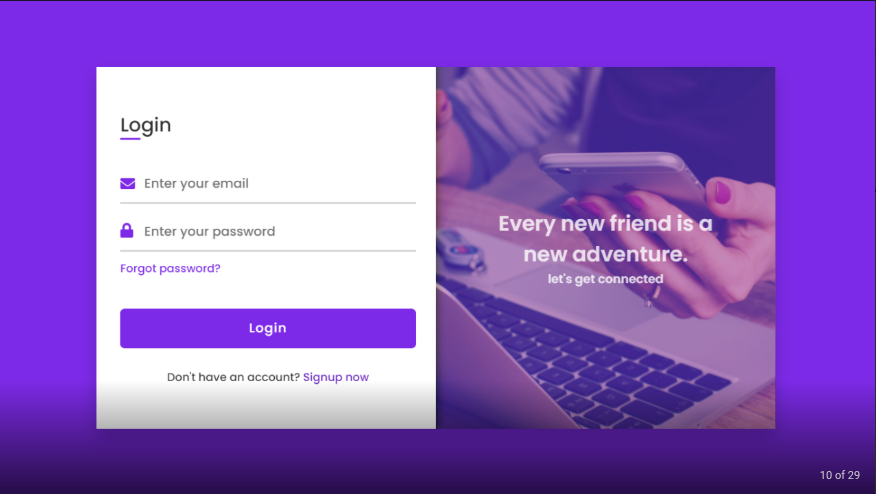 Login
Enter your email
Enter your password
Forgot password?
Login
Don't have an account? Signup now
Every new friend is a
new adventure.
let's get connected
10 of 29